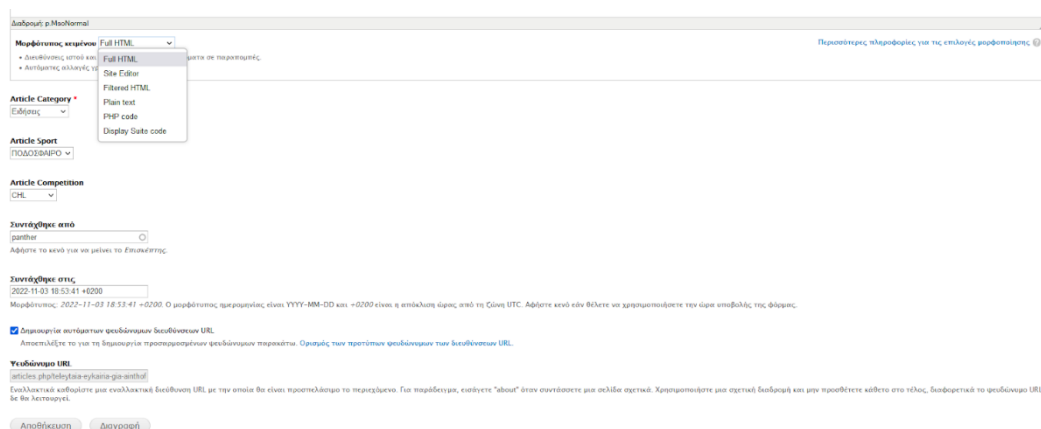 Διαδρομή: p.MsoNormal
Μορφότυπος κειμένου Full HTML
Περισσότερες πληροφορίες για τις επιλογές μορφοποίησης
Διευθύνσεις ιστού και ματα σε παραπομπές.
Αυτόματες αλλαγές γρ
Full HTML
Site Editor
Filtered HTML
Plain text
PHP code
Display Suite code
Article Category *
Ειδήσεις
Article Sport
ΠΟΔΟΣΦΑΙΡΟ
Article Competition
CHL
Συντάχθηκε από
panther
Αφήστε το κενό για να μείνει το Επισκέπτης.
Συντάχθηκε στις
2022-11-03 18:53:41 +0200
Μορφότυπος: 2022-11-03 18:53:41 +0200. Ο μορφότυπος ημερομηνίας είναι YYYY-MM-DD και +0200 είναι η απόκλιση ώρας από τη ζώνη UTC. Αφήστε κενό εάν θέλετε να χρησιμοποιήσετε την ώρα υποβολής της φόρμας.
Δημιουργία αυτόματων ψευδώνυμων διευθύνσεων URL
Αποεπιλέξτε το για τη δημιουργία προσαρμοσμένων ψευδώνυμων παρακάτω. Ορισμός των προτύπων ψευδώνυμων των διευθύνσεων URL.
Ψευδώνυμο URL
articles.php/teleytaia-eykairia-gia-ainthof
Εναλλακτικά καθορίστε μια εναλλακτική διεύθυνση URL με την οποία θα είναι προσπελάσιμο το περιεχόμενο. Για παράδειγμα, εισάγετε "about" όταν συντάσσετε μια σελίδα σχετικά. Χρησιμοποιήστε μια σχετική διαδρομή και μην προσθέτετε κάθετο στο τέλος, διαφορετικά το ψευδώνυμο URL
δε θα λειτουργεί.
Αποθήκευση Διαγραφή